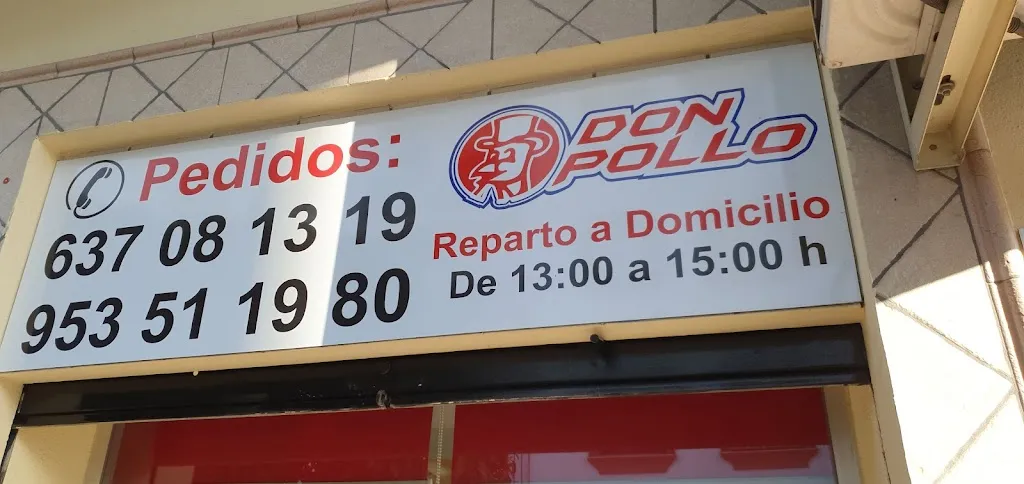 Pedidos:
637 08 13 19
953 51 19 80
DON
POLLO
Reparto a Domicilio
De 13:00 a 15:00 h